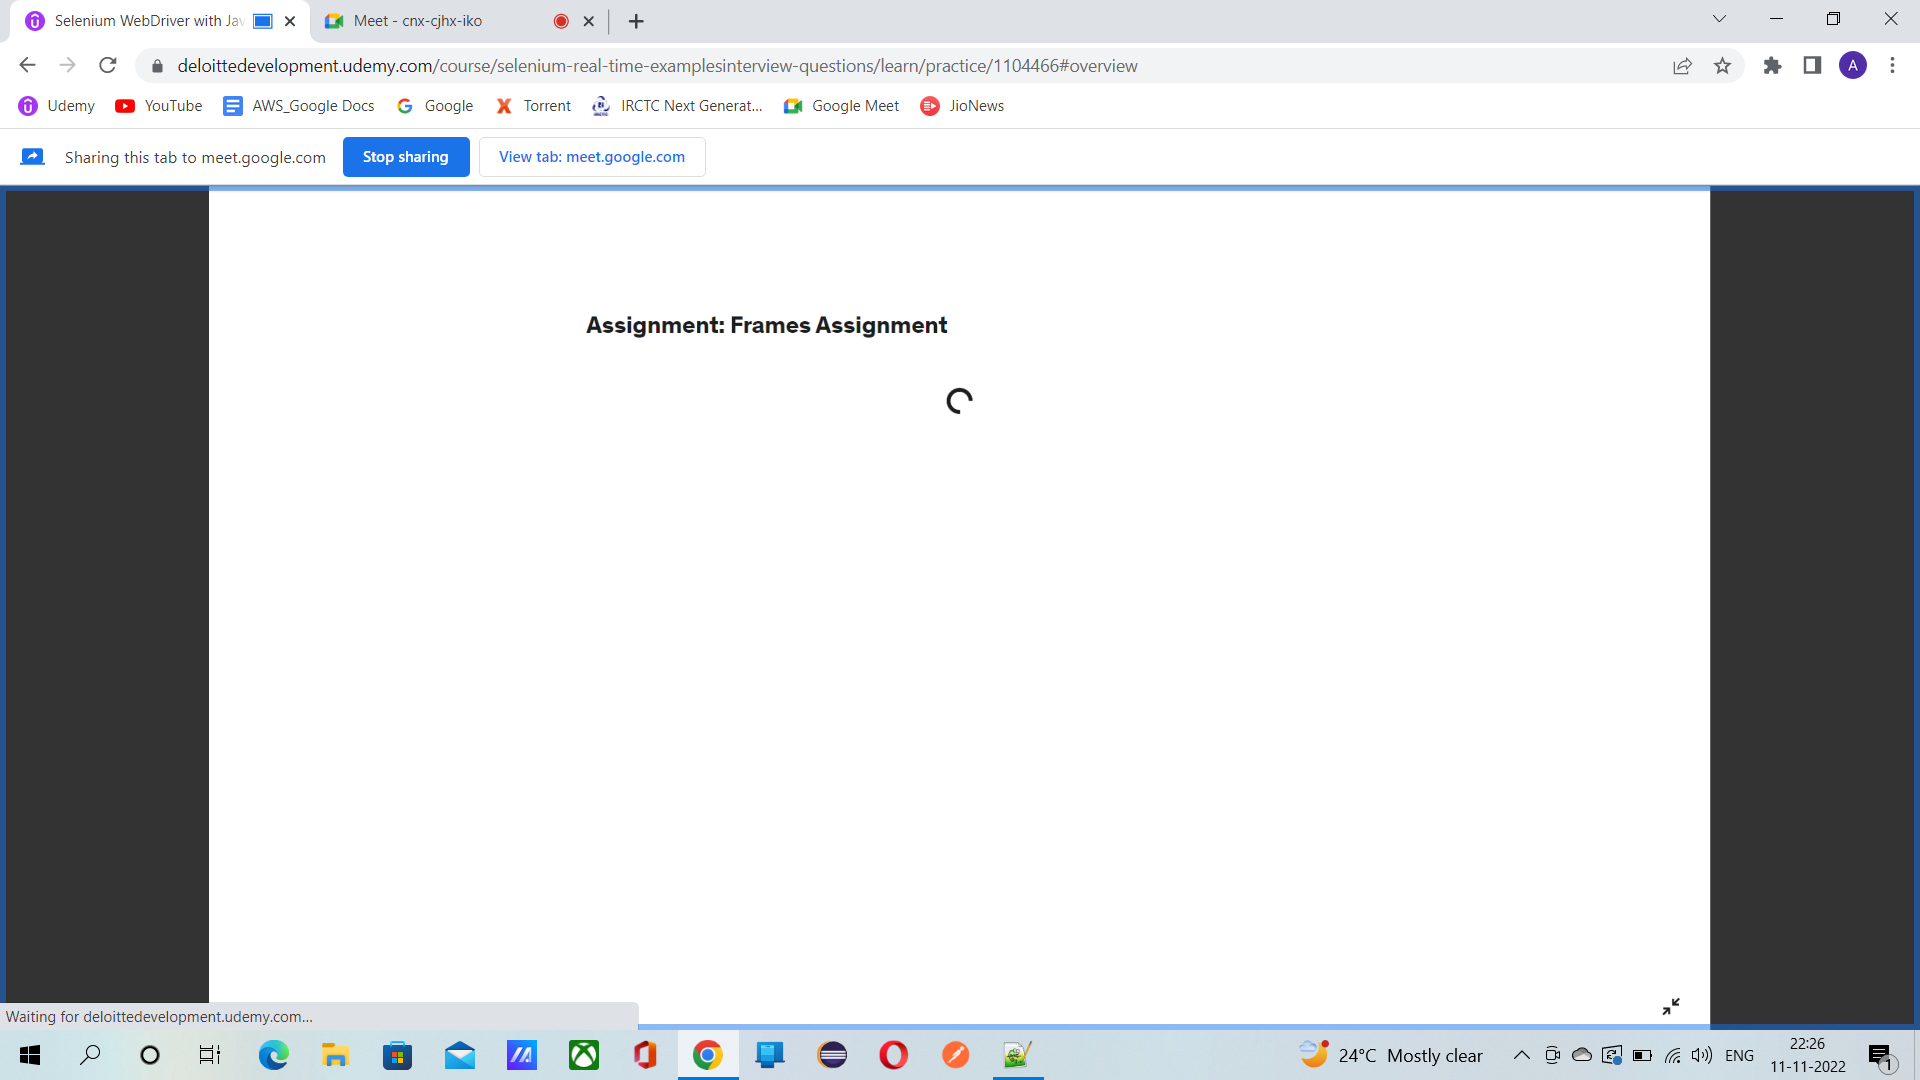 Selenium WebDriver with Jav
Meet - cnx-cjhx-iko
deloittedevelopment.udemy.com/course/selenium-real-time-examplesinterview-questions/learn/practice/1104466#overview
A
Udemy
YouTube
AWS_Google Docs
Google
Torrent
IRCTC Next Generat...
Google Meet
JioNews
Sharing this tab to meet.google.com
Stop sharing
View tab: meet.google.com
Assignment: Frames Assignment
Waiting for deloittedevelopment.udemy.com...
24°C Mostly clear
ENG
22:26
11-11-2022
1